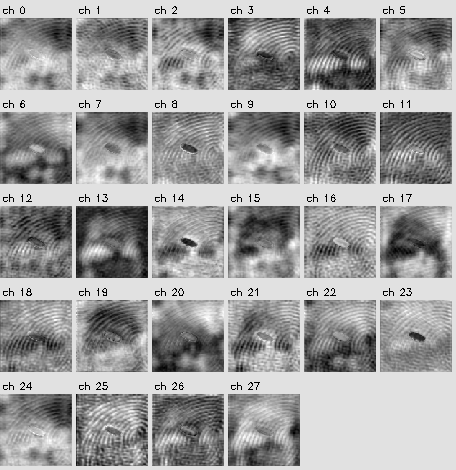 ch 0 ch 1 ch 2 ch 3 ch 4 ch 5
ch 6 ch 7 ch 8 ch 9 ch 10 ch 11
ch 12 ch 13 ch 14 ch 15 ch 16 ch 17
ch 18 ch 19 ch 20 ch 21 ch 22 ch 23
ch 24 ch 25 ch 26 ch 27